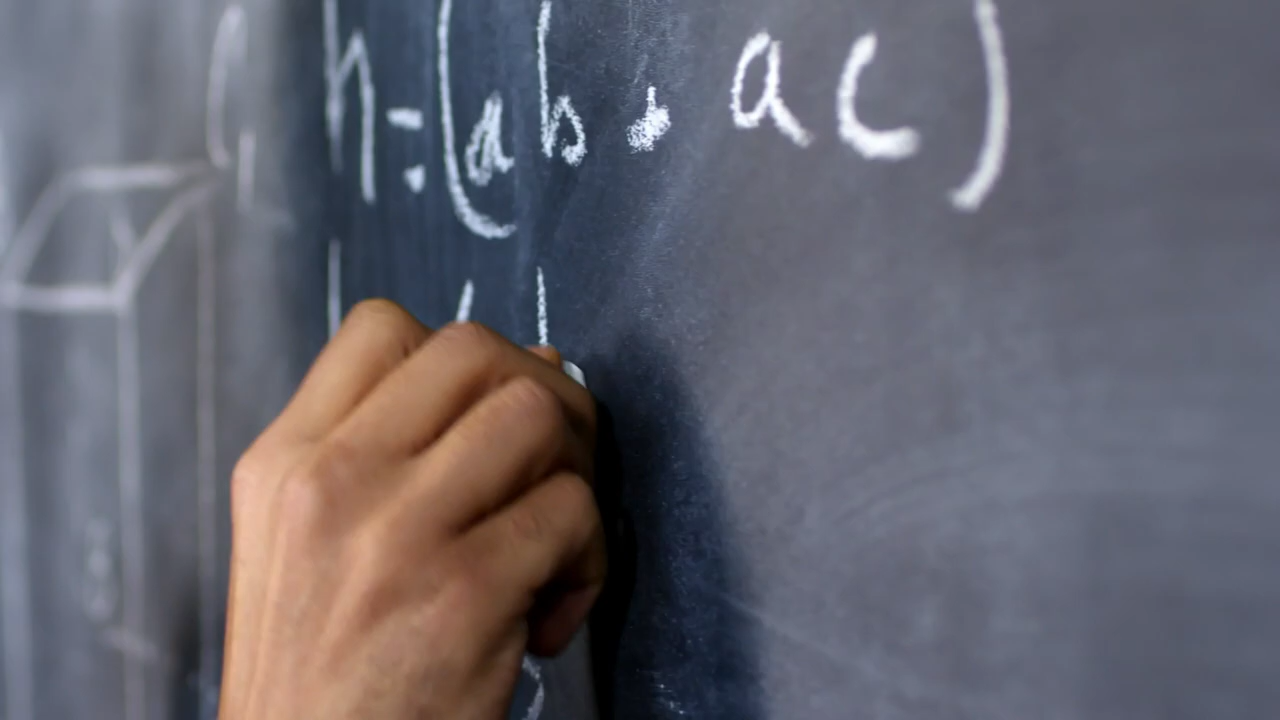 h = (ab . ac)